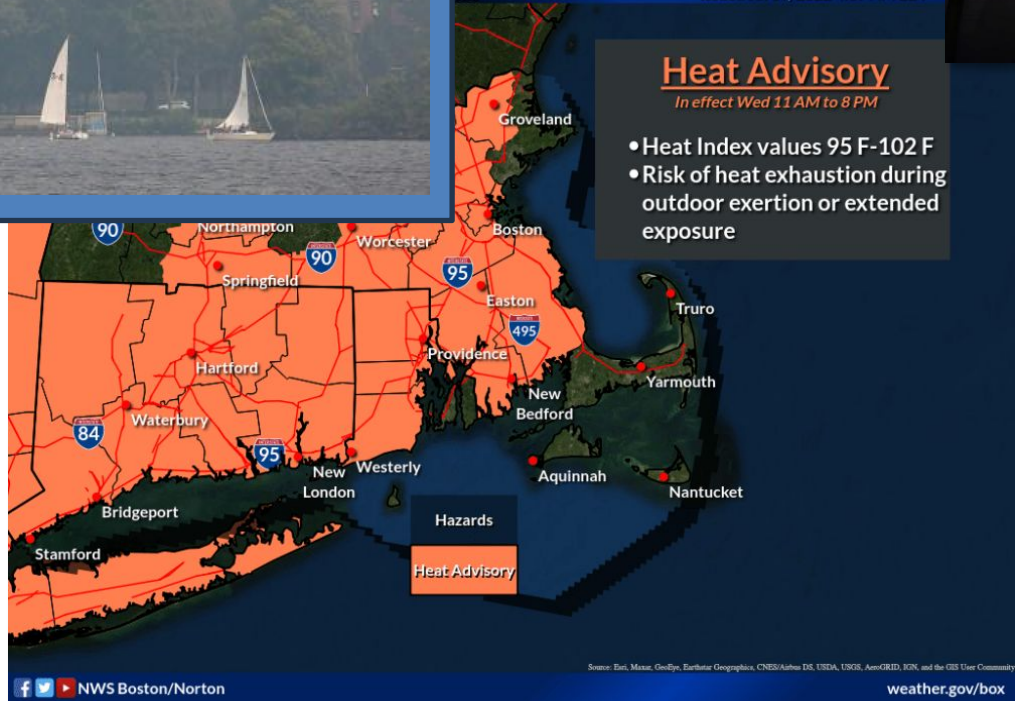 Heat Advisory
In effect Wed 11 AM to 8 PM
•Heat Index values 95 F-102 F
•Risk of heat exhaustion during
outdoor exertion or extended
exposure
Groveland
90
Northampton
Worcester
Boston
90
95
Springfield
Easton
Truro
495
Providence
Hartford
Yarmouth
New
Bedford
Waterbury
84
95
New
London
Westerly
Aquinnah
Nantucket
Bridgeport
Hazards
Stamford
Heat Advisory
Source: Esri, Maxar, GeoEye, Earthstar Geographics, CNES/Airbus DS, USDA, USGS, AeroGRID, IGN, and the GIS User Community
NWS Boston/Norton
weather.gov/box